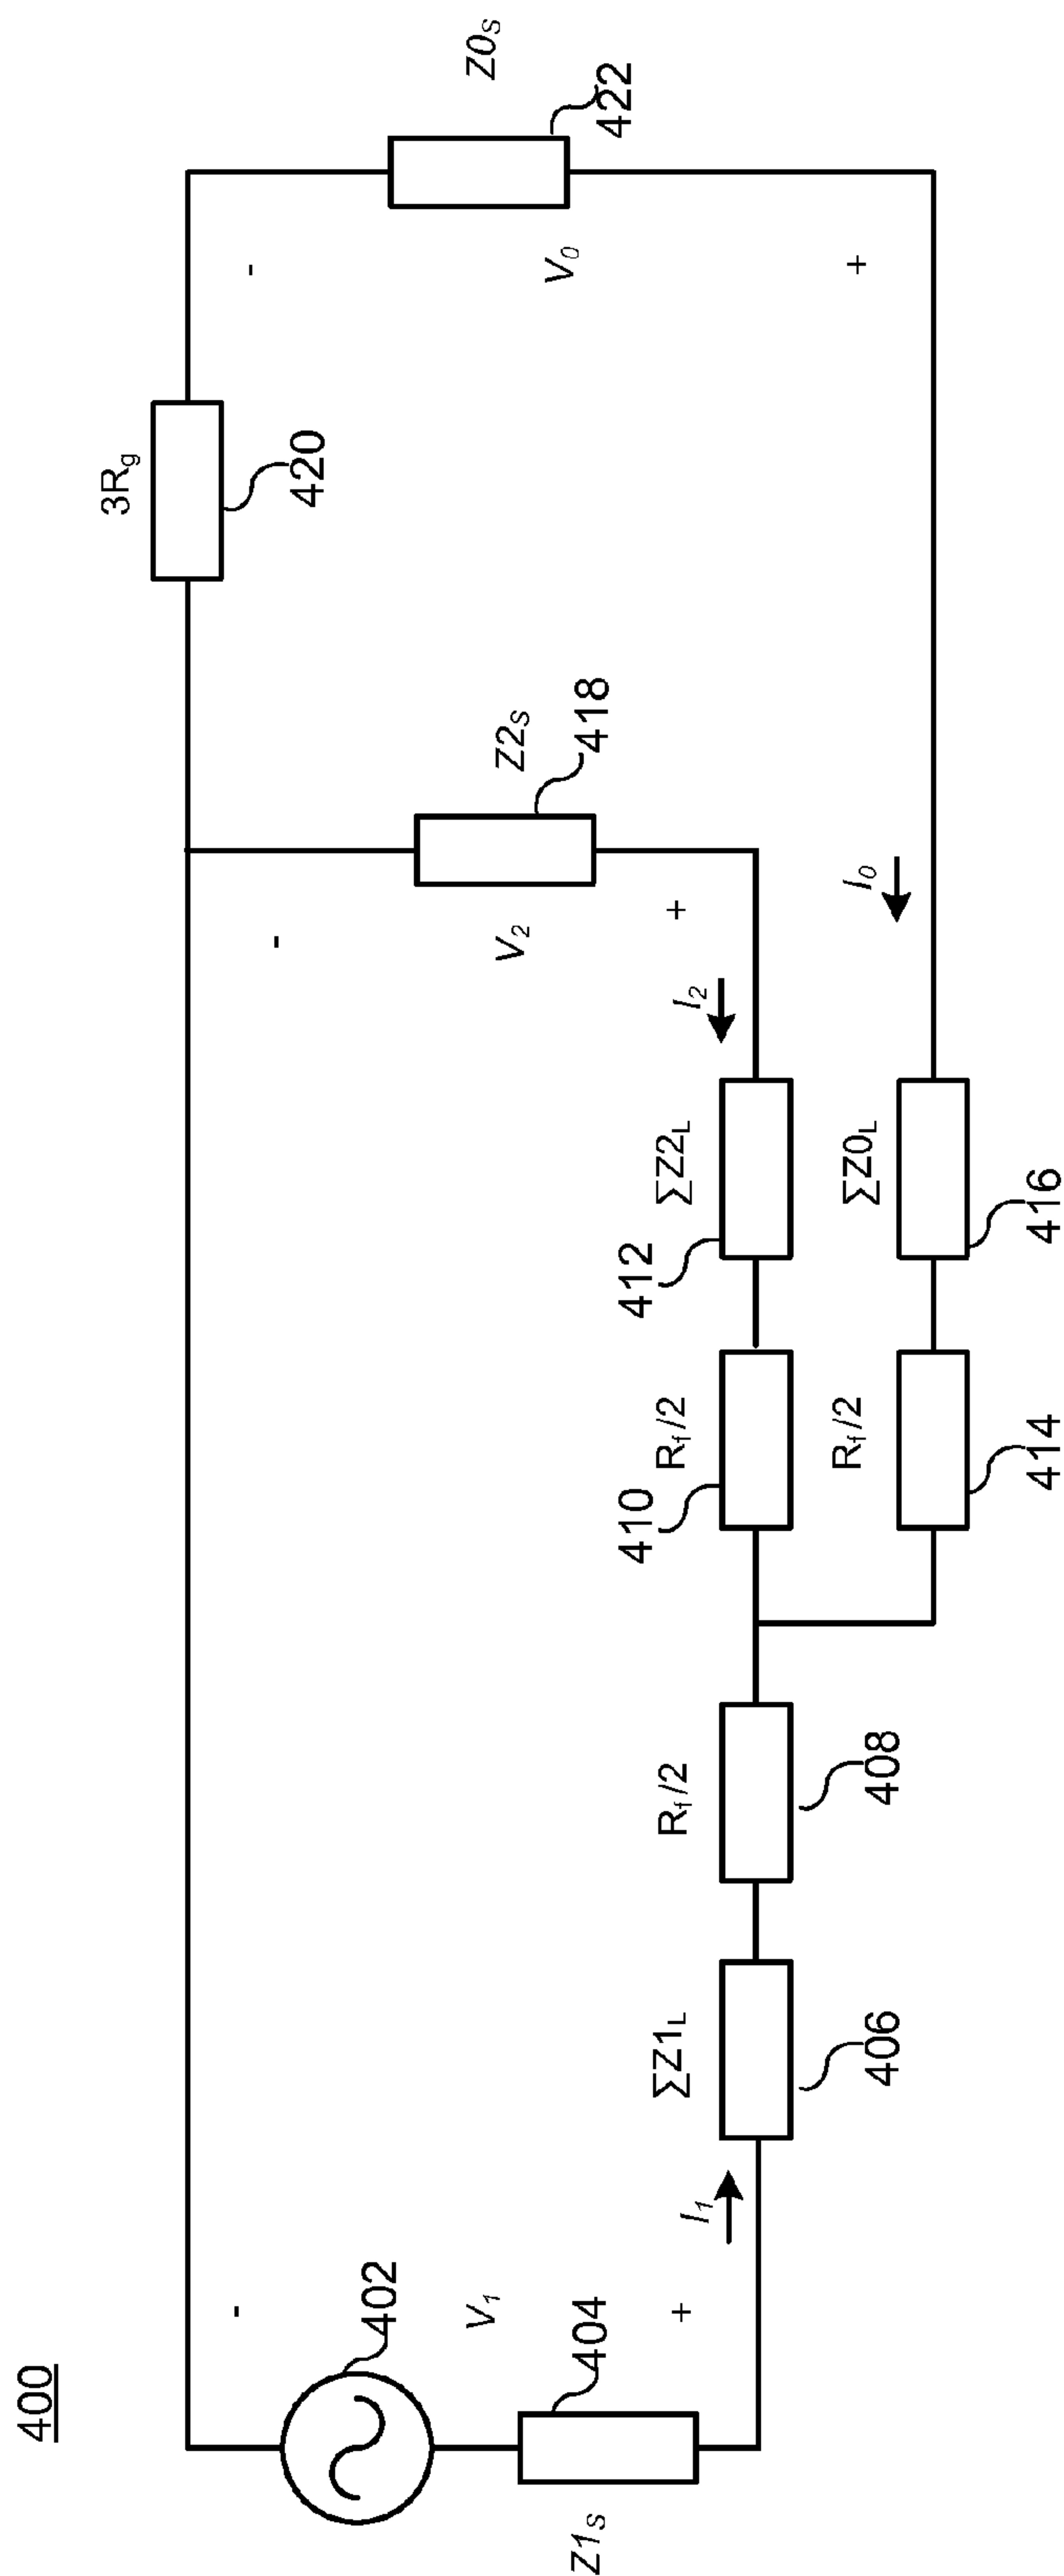 400
402
-
V₁
+
404
Z1S
I₁
ΣZ1L
406
Rf/2
408
410
Rf/2
412
ΣZ2L
I₂
Rf/2
414
ΣZ0L
416
I₀
-
V₂
+
Z2S
418
3Rg
420
-
V₀
+
Z0S
422